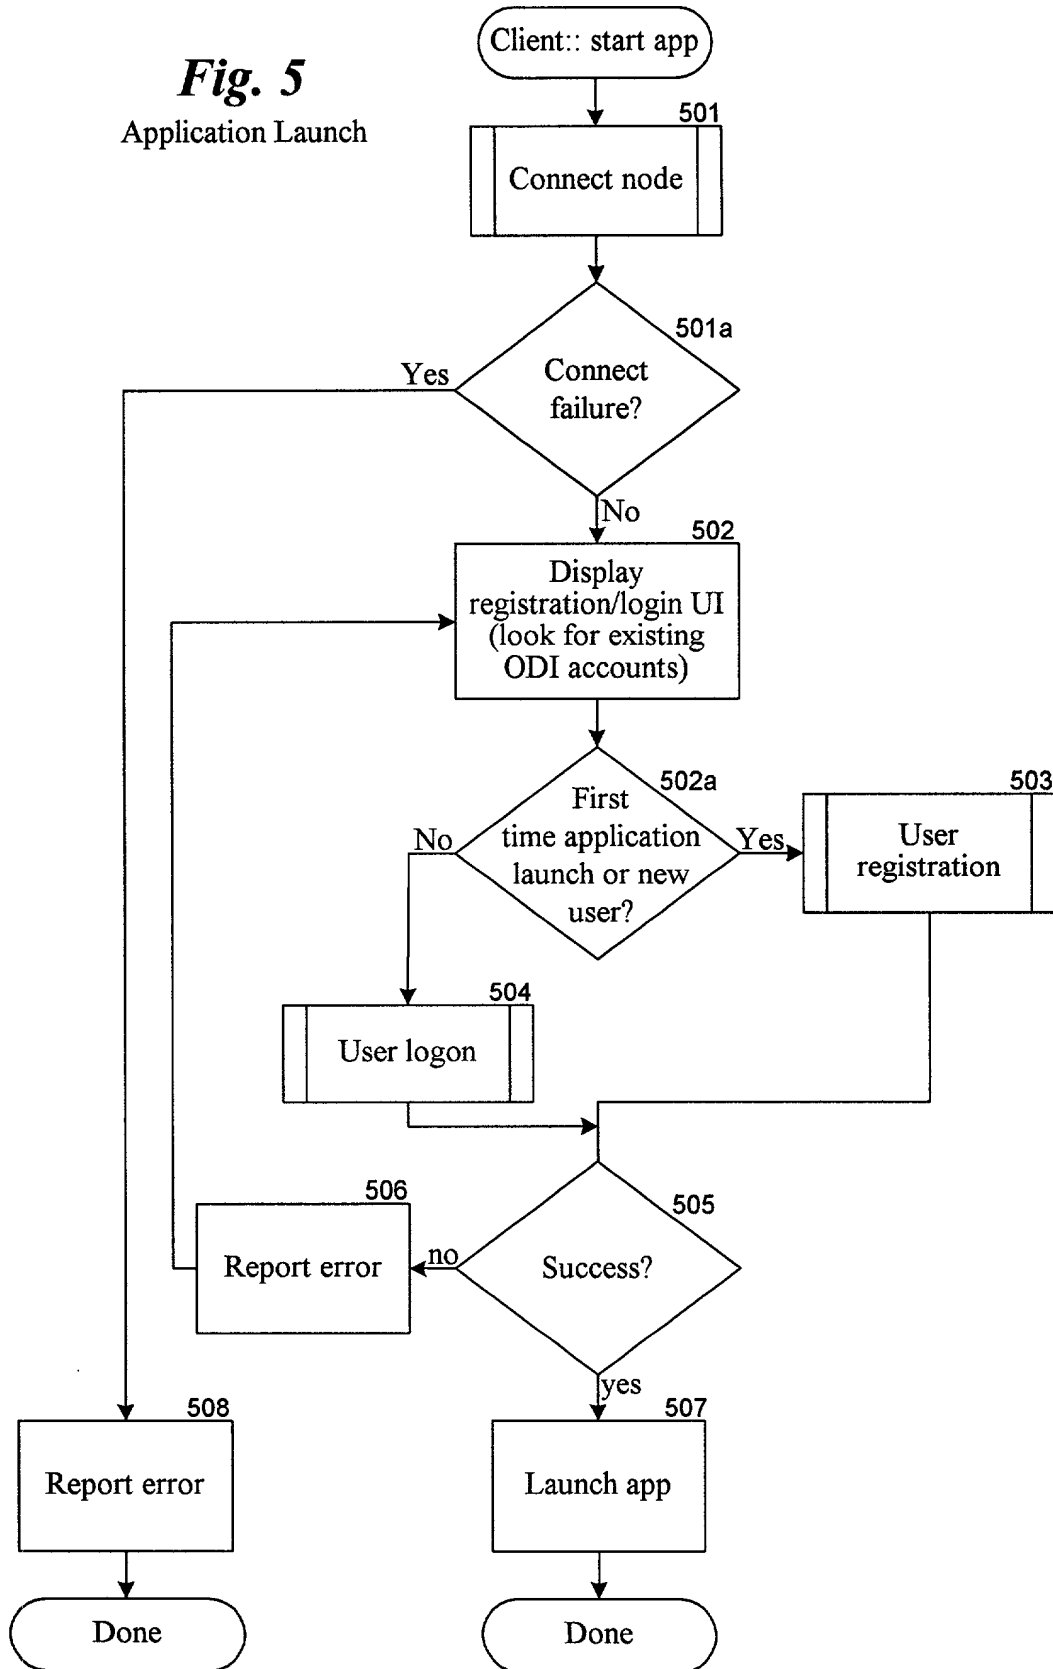 Client:: start app
Fig. 5
Application Launch
501
Connect node
501a
Connect
failure?
Yes
No
502
Display
registration/login UI
(look for existing
ODI accounts)
502a
First
time application
launch or new
user?
No
Yes
503
User
registration
504
User logon
505
Success?
no
506
Report error
yes
508
Report error
507
Launch app
Done
Done